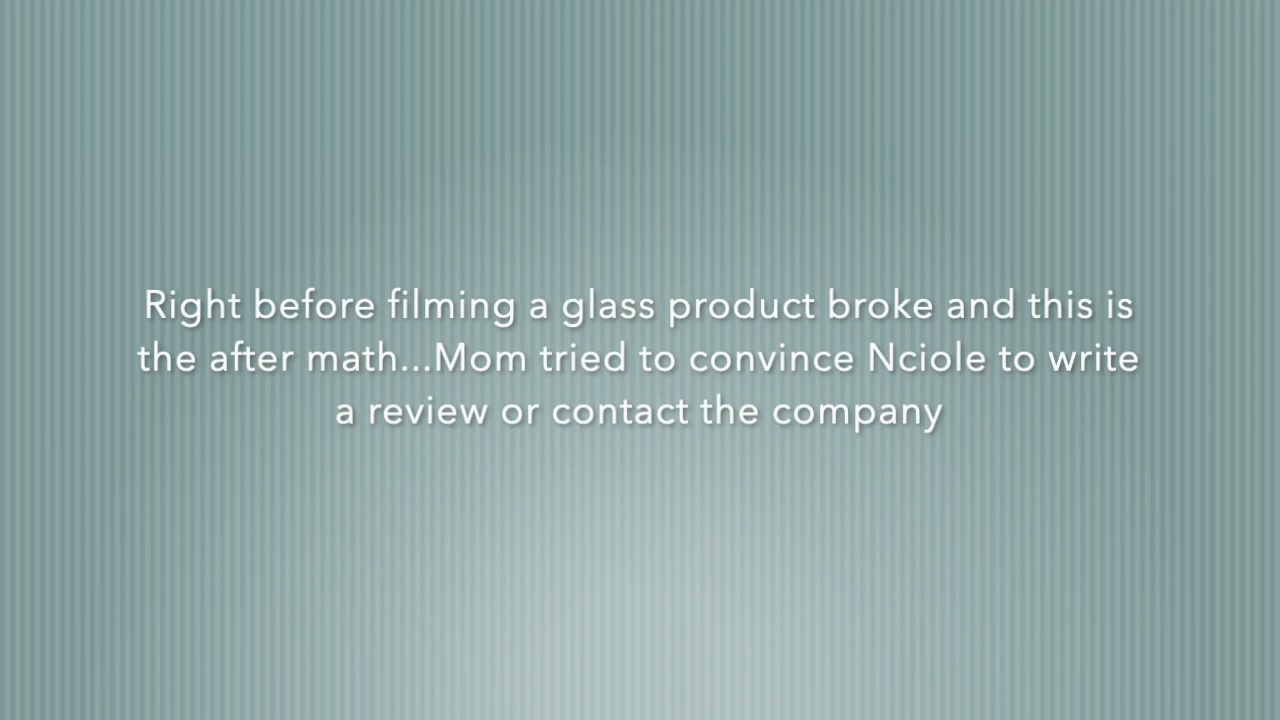 Right before filming a glass product broke and this is
the after math...Mom tried to convince Nciole to write
a review or contact the company